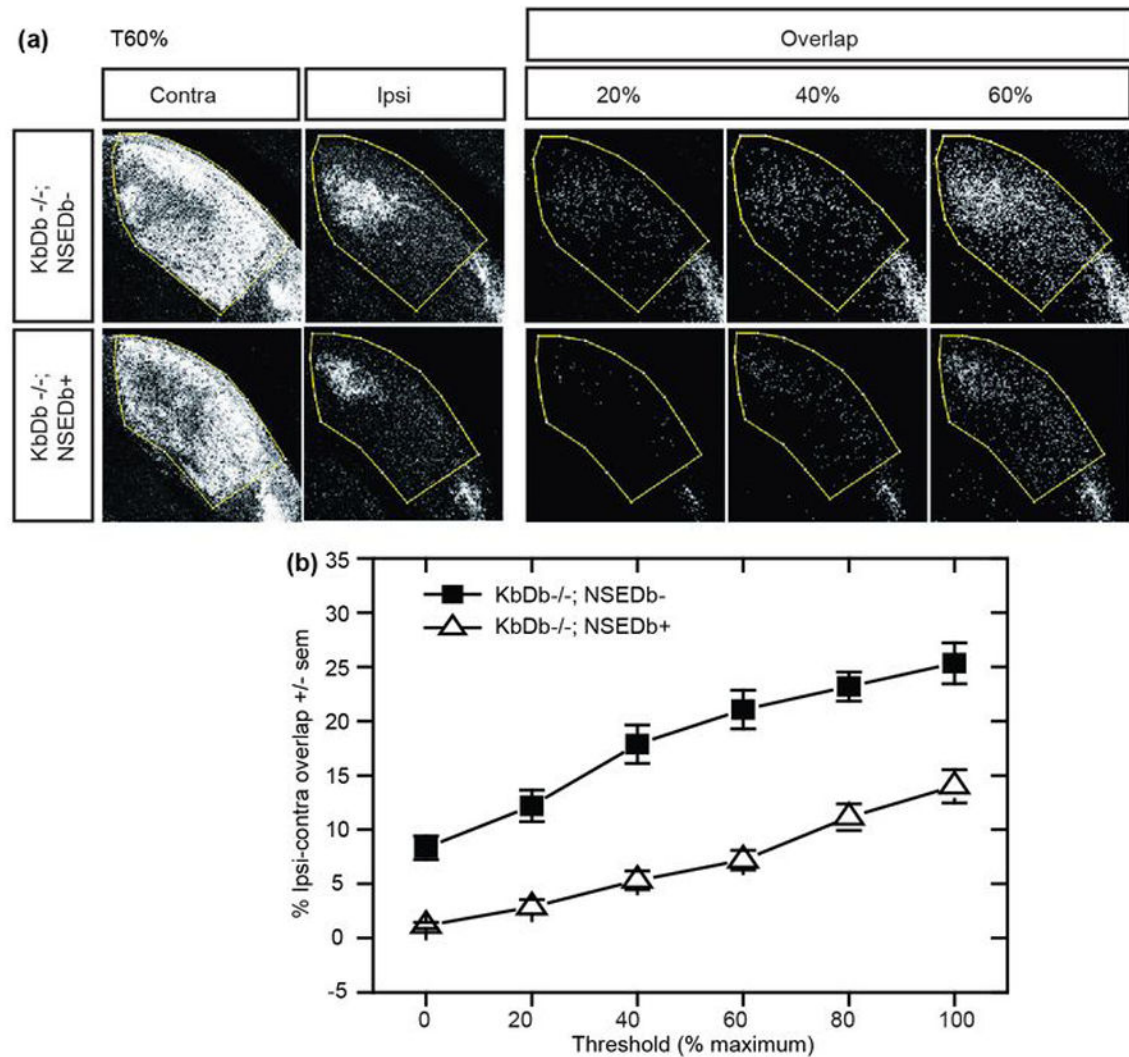 (a)
T60%
Overlap
Contra
Ipsi
20%
40%
60%
KbDb -/-;
NSEDb-
KbDb -/-;
NSEDb+
(b)
% Ipsi-contra overlap +/- sem
35
30
25
20
15
10
5
0
-5
KbDb-/-; NSEDb-
KbDb-/-; NSEDb+
0
20
40
60
80
100
Threshold (% maximum)